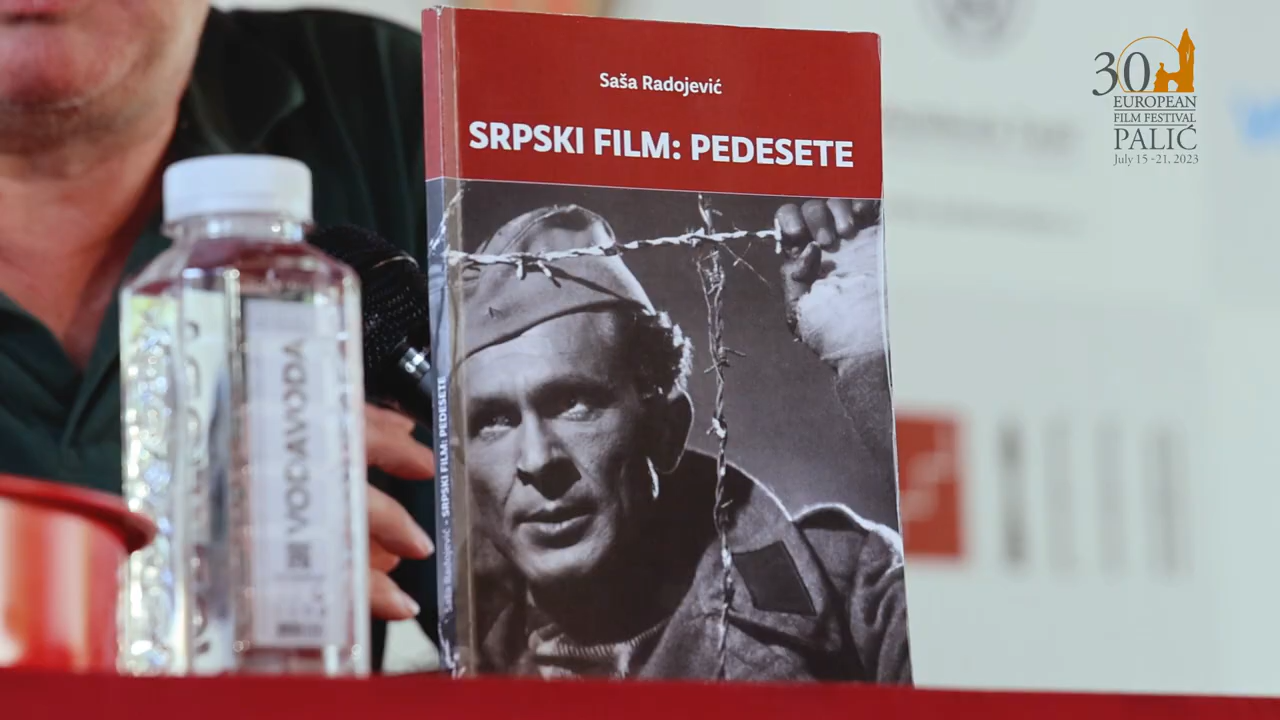 Saša Radojević
SRPSKI FILM: PEDESETE
Saša Radojević - SRPSKI FILM: PEDESETE
VODAVODA
30
EUROPEAN
FILM FESTIVAL
PALIĆ
July 15 -21, 2023